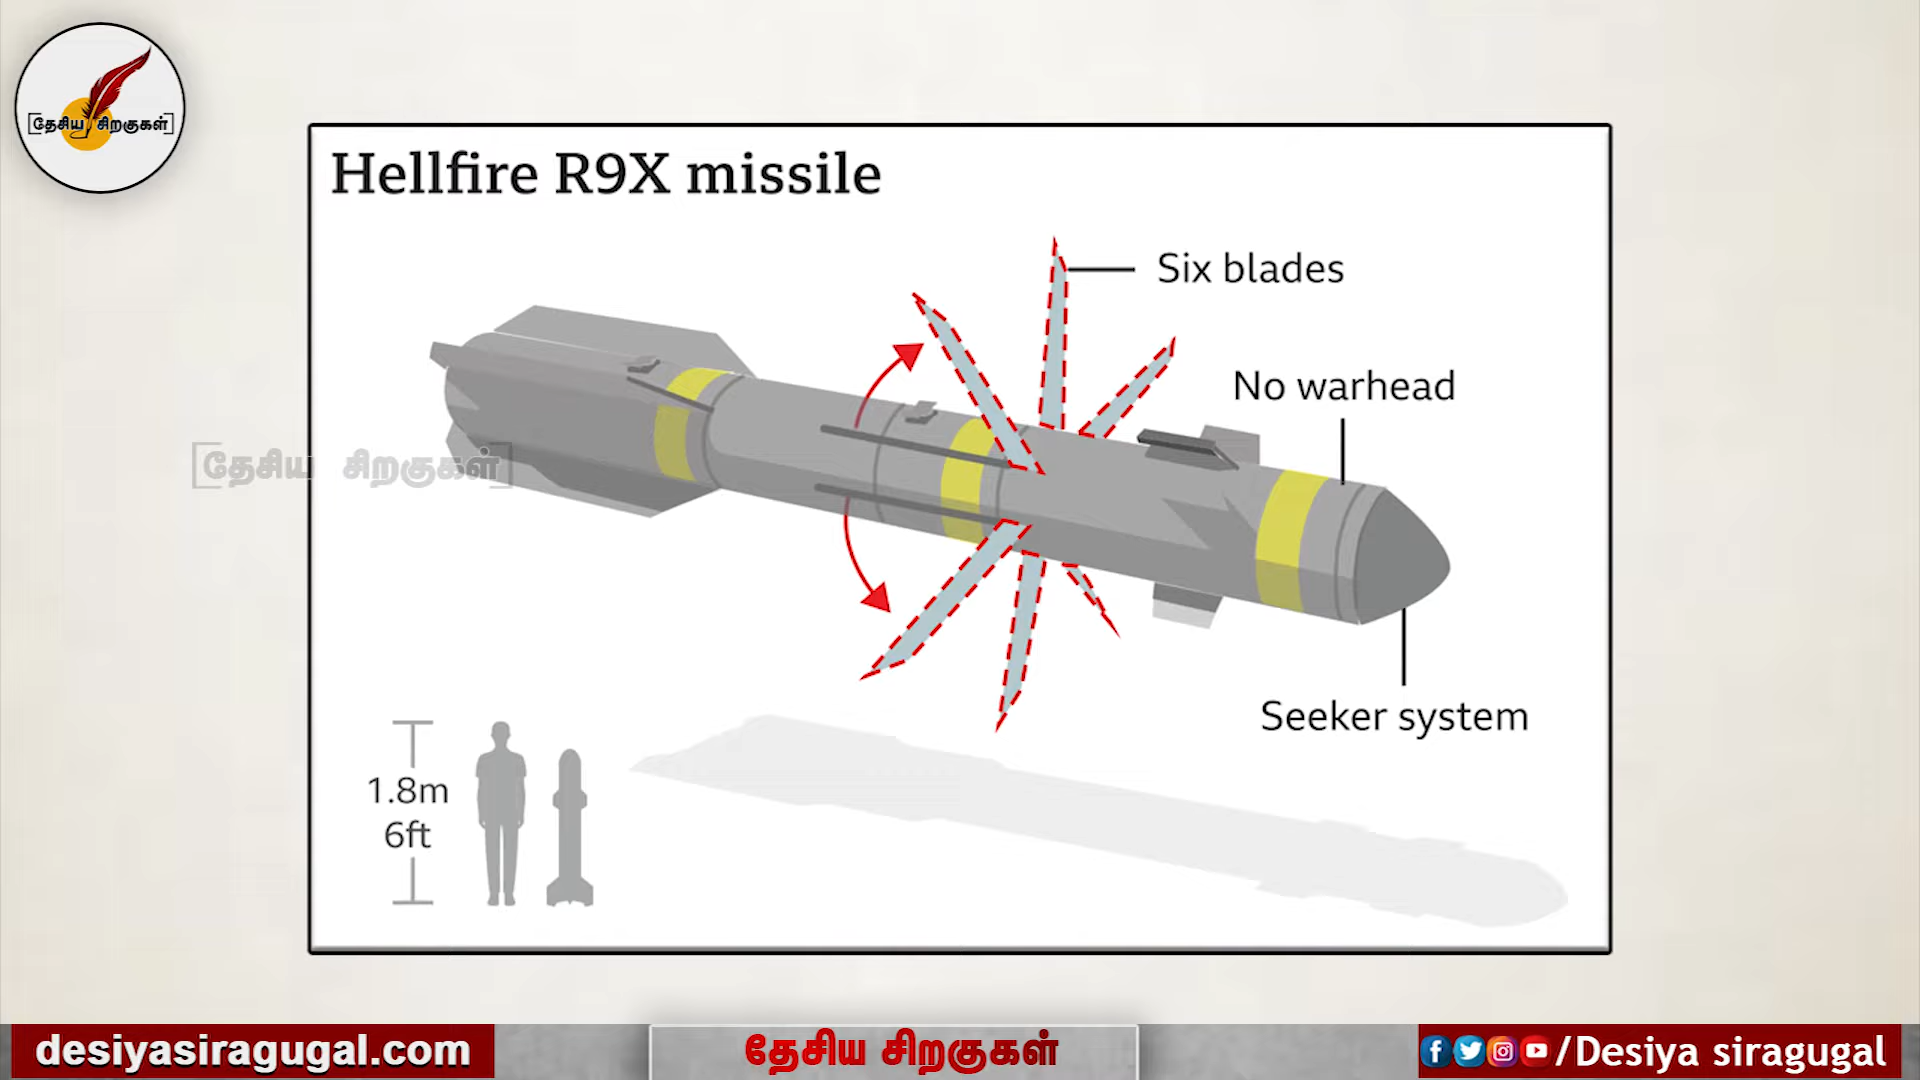 [தேசிய சிறகுகள்]
Hellfire R9X missile
Six blades
No warhead
[தேசிய சிறகுகள்]
Seeker system
1.8m
6ft
desiyasiragugal.com
தேசிய சிறகுகள்
/Desiya siragugal